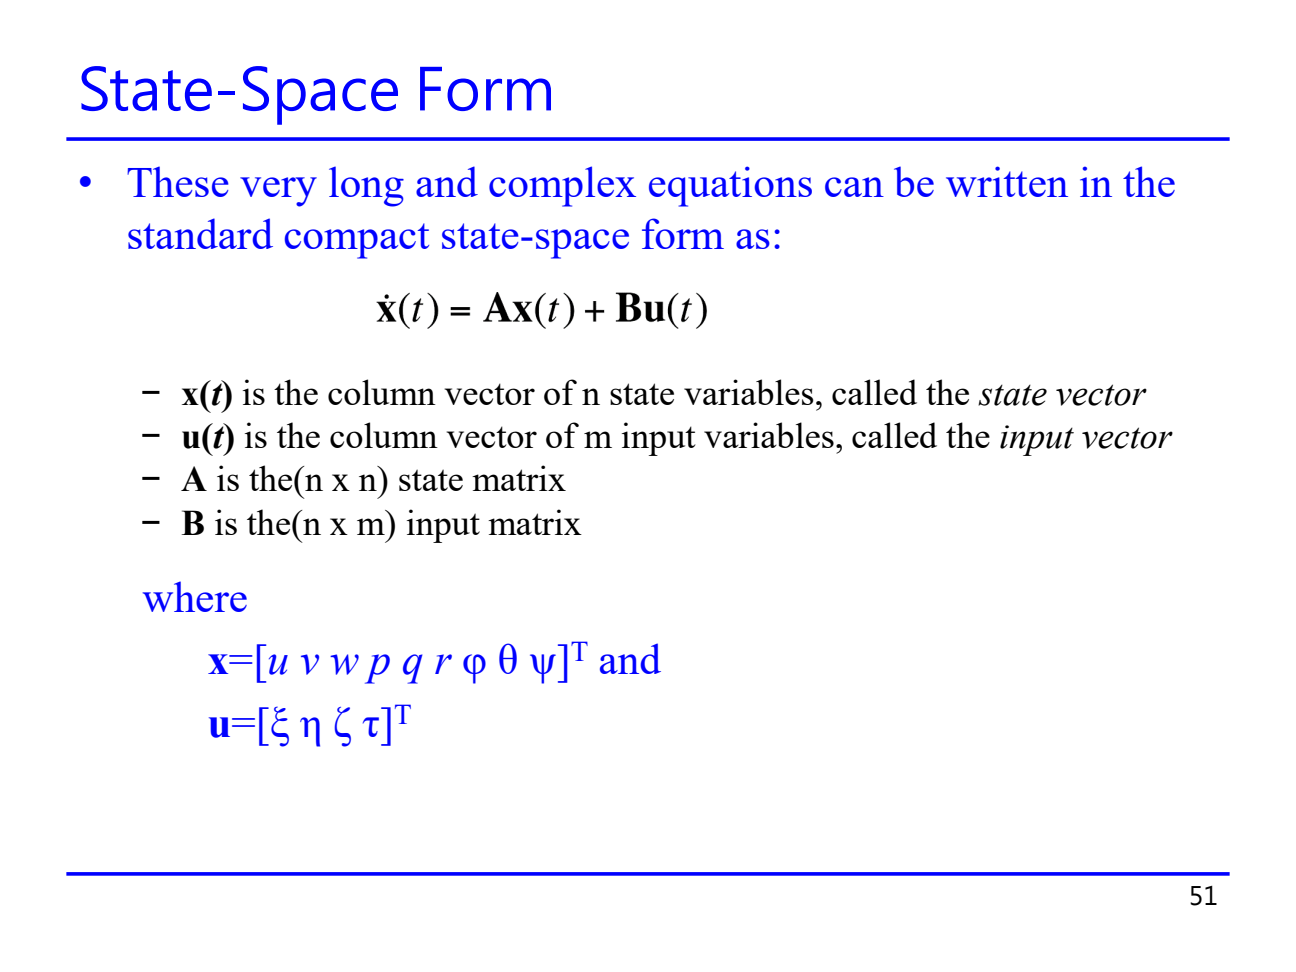 State-Space Form
• These very long and complex equations can be written in the
standard compact state-space form as:
ẋ(t) = Ax(t) + Bu(t)
– x(t) is the column vector of n state variables, called the state vector
– u(t) is the column vector of m input variables, called the input vector
– A is the(n x n) state matrix
– B is the(n x m) input matrix
where
x=[u v w p q r φ θ ψ]ᵀ and
u=[ξ η ζ τ]ᵀ
51